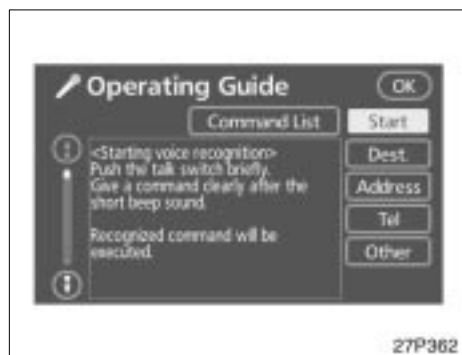 Operating Guide
OK
Command List
Start
<Starting voice recognition>
Push the talk switch briefly.
Give a command clearly after the
short beep sound.
Recognized command will be
executed.
Dest.
Address
Tel
Other
27P362